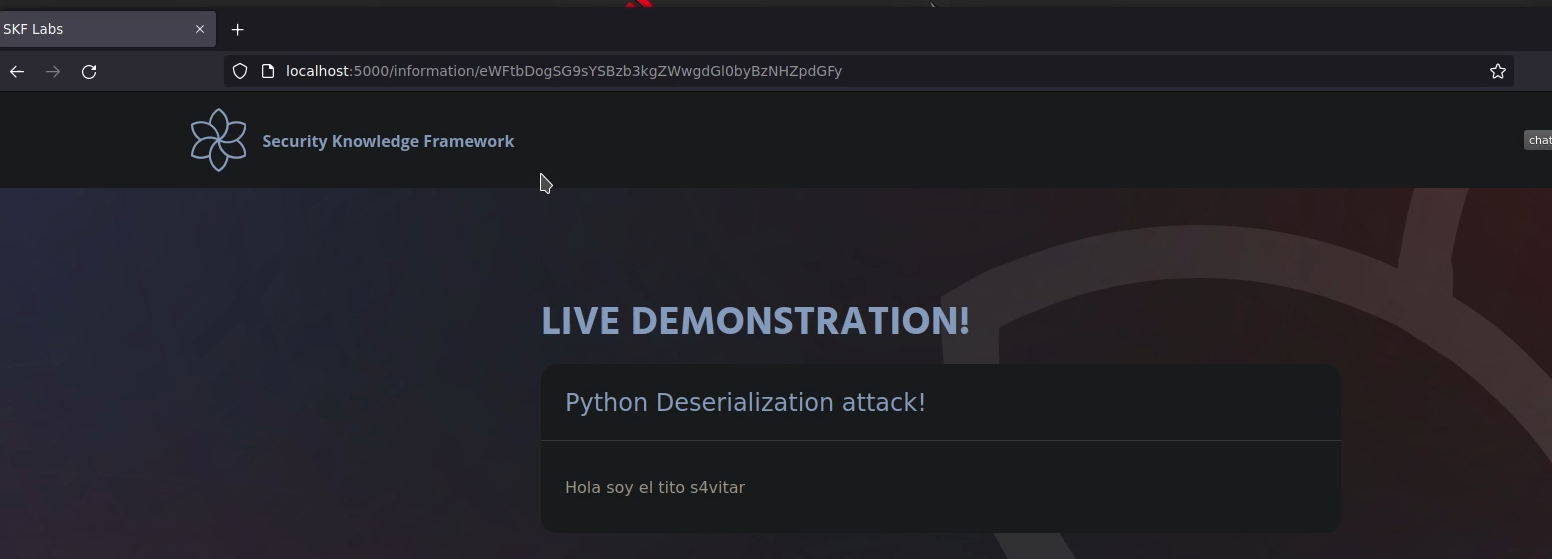 SKF Labs
localhost:5000/information/eWFtbDogSG9sYSBzb3kgZWwgdGl0byBzNHZpdGFy
Security Knowledge Framework
chat
LIVE DEMONSTRATION!
Python Deserialization attack!
Hola soy el tito s4vitar